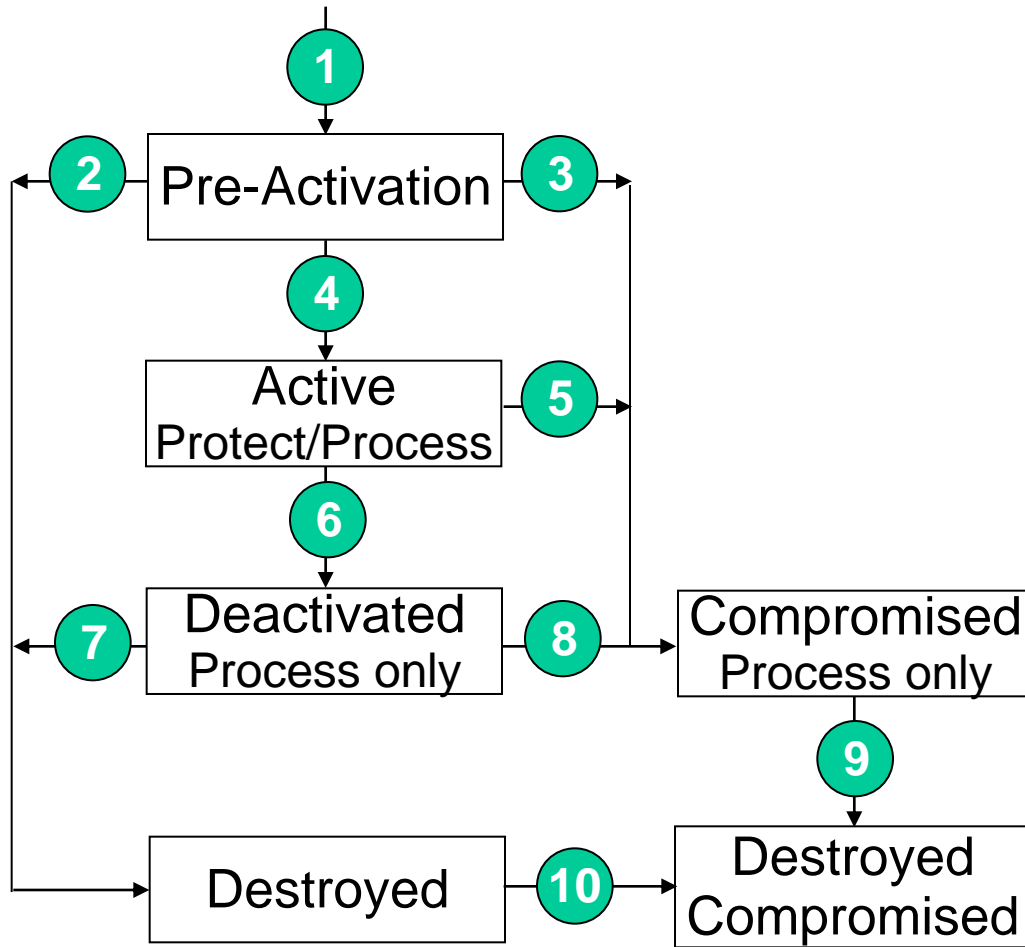 1
2
Pre-Activation
3
4
Active
Protect/Process
5
6
7
Deactivated
Process only
8
Compromised
Process only
9
Destroyed
10
Destroyed
Compromised